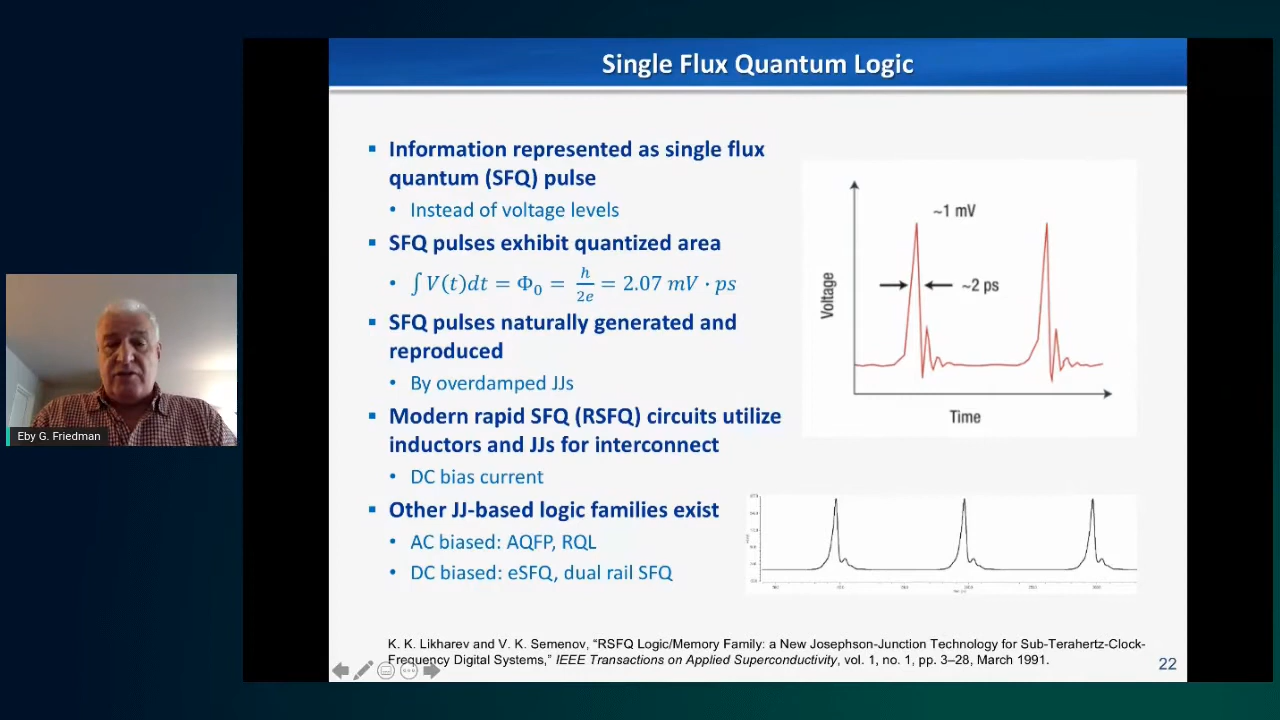 Single Flux Quantum Logic
▪ Information represented as single flux
quantum (SFQ) pulse
• Instead of voltage levels
▪ SFQ pulses exhibit quantized area
• ∫ V(t)dt = Φ₀ = h/2e = 2.07 mV · ps
▪ SFQ pulses naturally generated and
reproduced
• By overdamped JJs
▪ Modern rapid SFQ (RSFQ) circuits utilize
inductors and JJs for interconnect
• DC bias current
▪ Other JJ-based logic families exist
• AC biased: AQFP, RQL
• DC biased: eSFQ, dual rail SFQ
~1 mV
~2 ps
Voltage
Time
K. K. Likharev and V. K. Semenov, “RSFQ Logic/Memory Family: a New Josephson-Junction Technology for Sub-Terahertz-Clock-
Frequency Digital Systems,” IEEE Transactions on Applied Superconductivity, vol. 1, no. 1, pp. 3–28, March 1991.
22
Eby G. Friedman